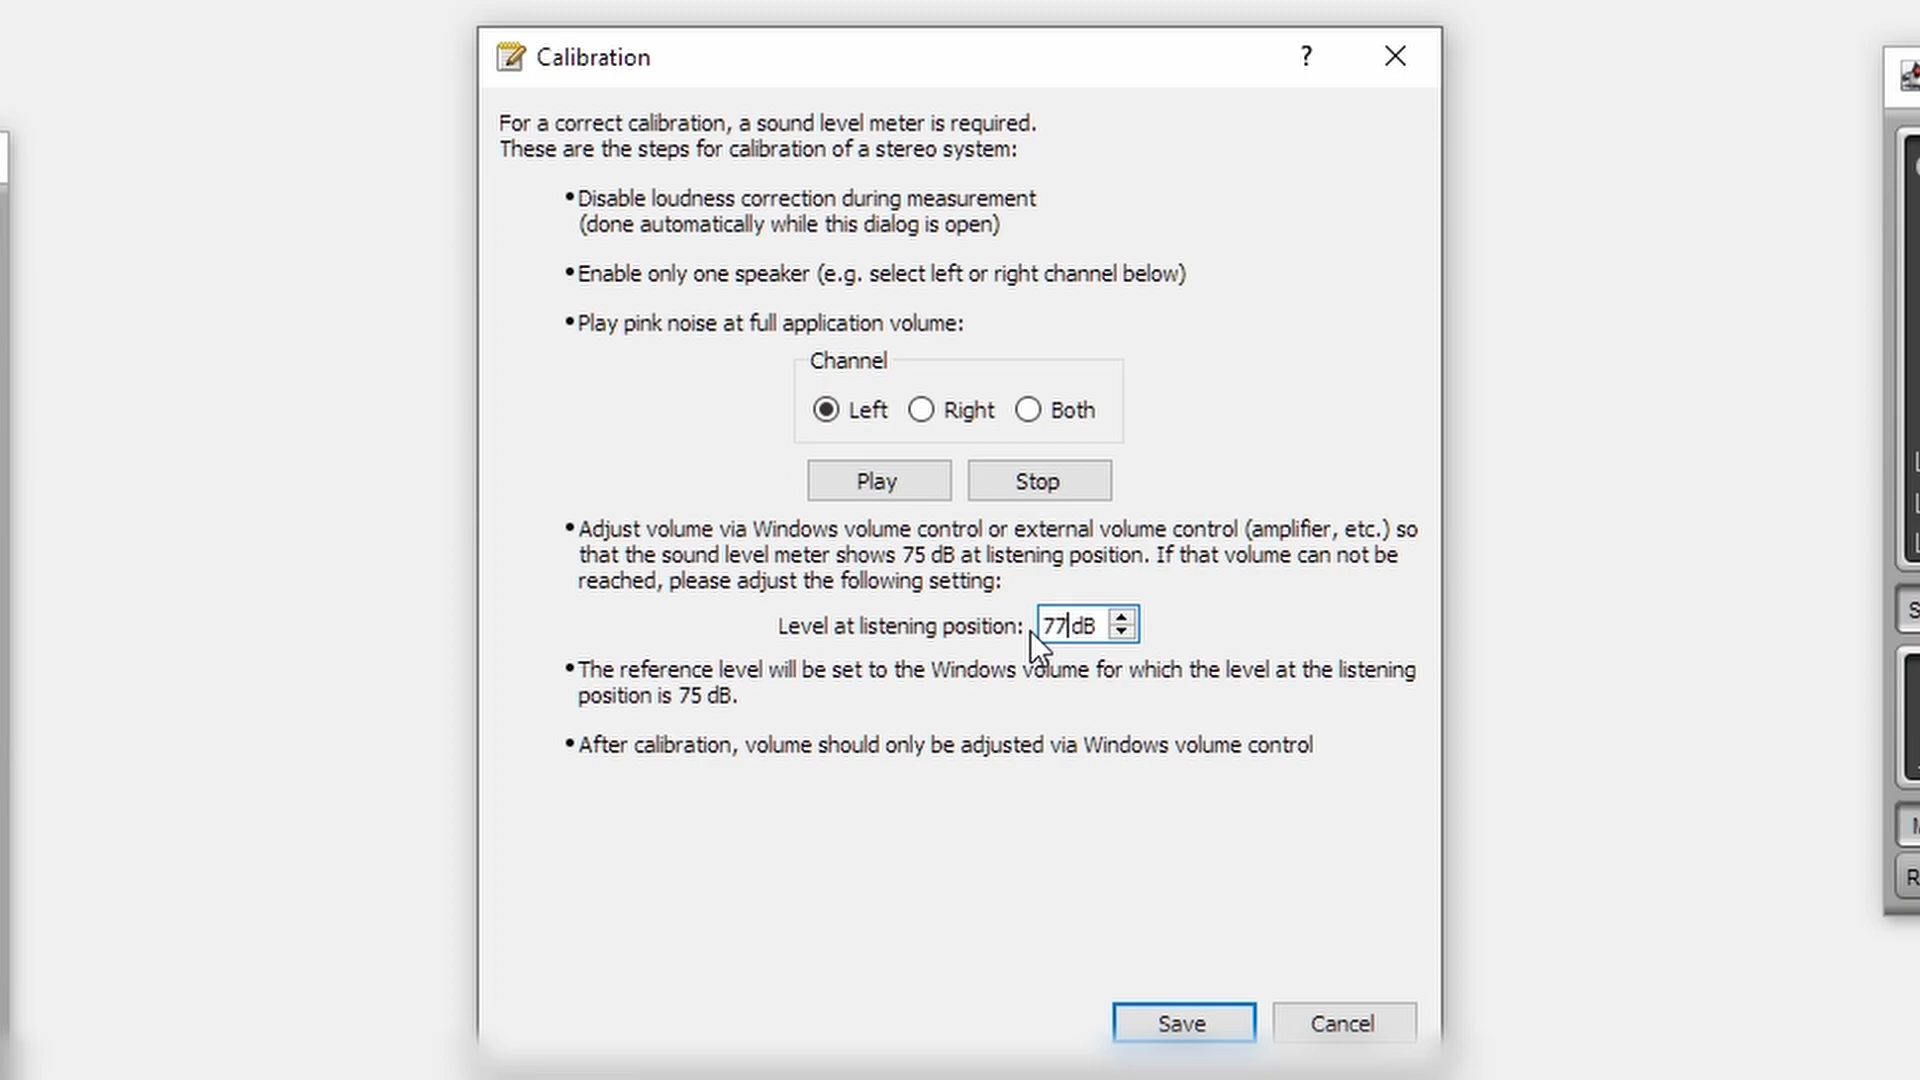 Calibration
?
For a correct calibration, a sound level meter is required.
These are the steps for calibration of a stereo system:
• Disable loudness correction during measurement
(done automatically while this dialog is open)
• Enable only one speaker (e.g. select left or right channel below)
• Play pink noise at full application volume:
Channel
Left Right Both
Play Stop
• Adjust volume via Windows volume control or external volume control (amplifier, etc.) so
that the sound level meter shows 75 dB at listening position. If that volume can not be
reached, please adjust the following setting:
Level at listening position: 77 dB
• The reference level will be set to the Windows volume for which the level at the listening
position is 75 dB.
• After calibration, volume should only be adjusted via Windows volume control
Save Cancel